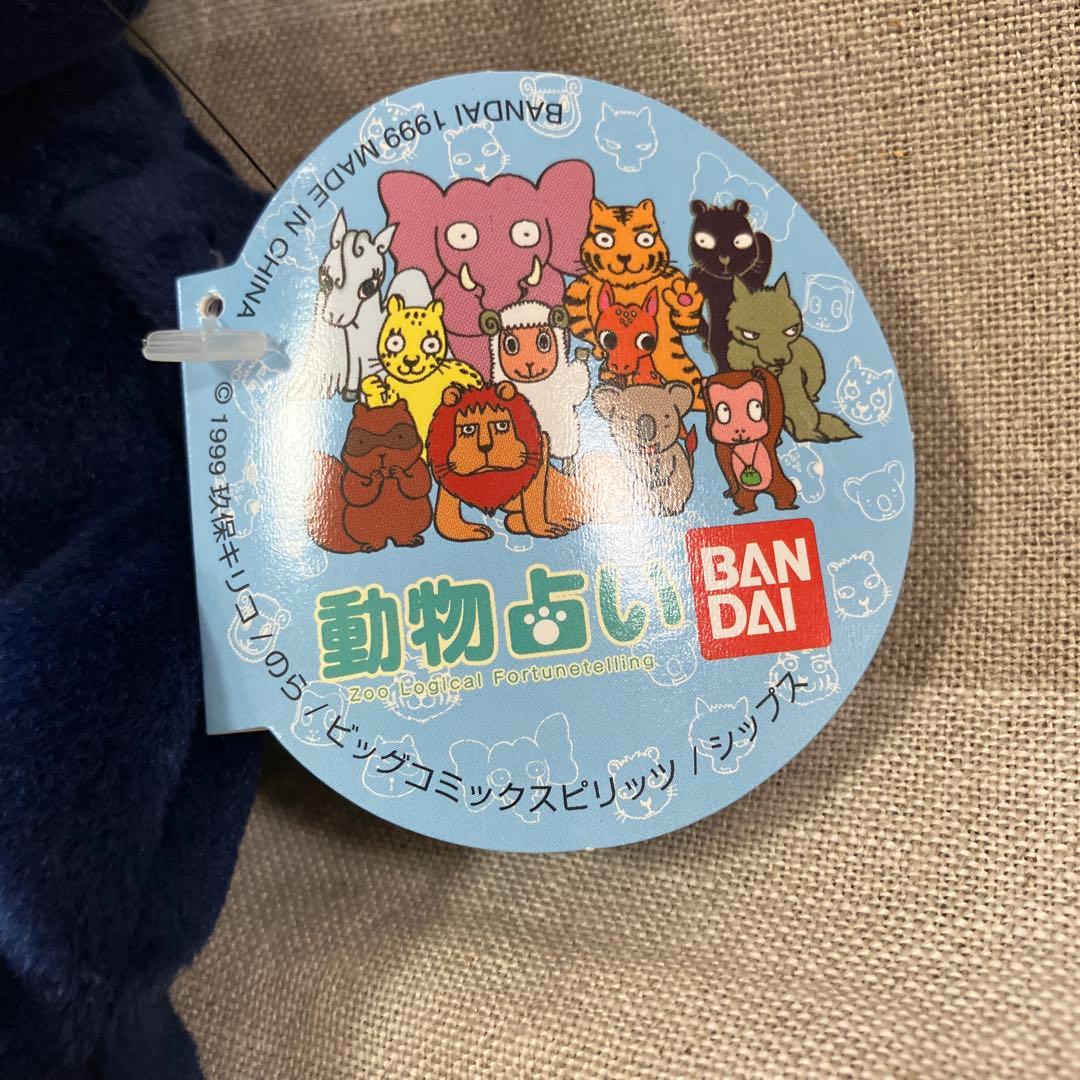 BANDAI 1999 MADE IN CHINA
動物占い
Zoo Logical Fortunetelling
BAN
DAI
© 1999 玖保キリコ / のら / ビッグコミックスピリッツ / シップス